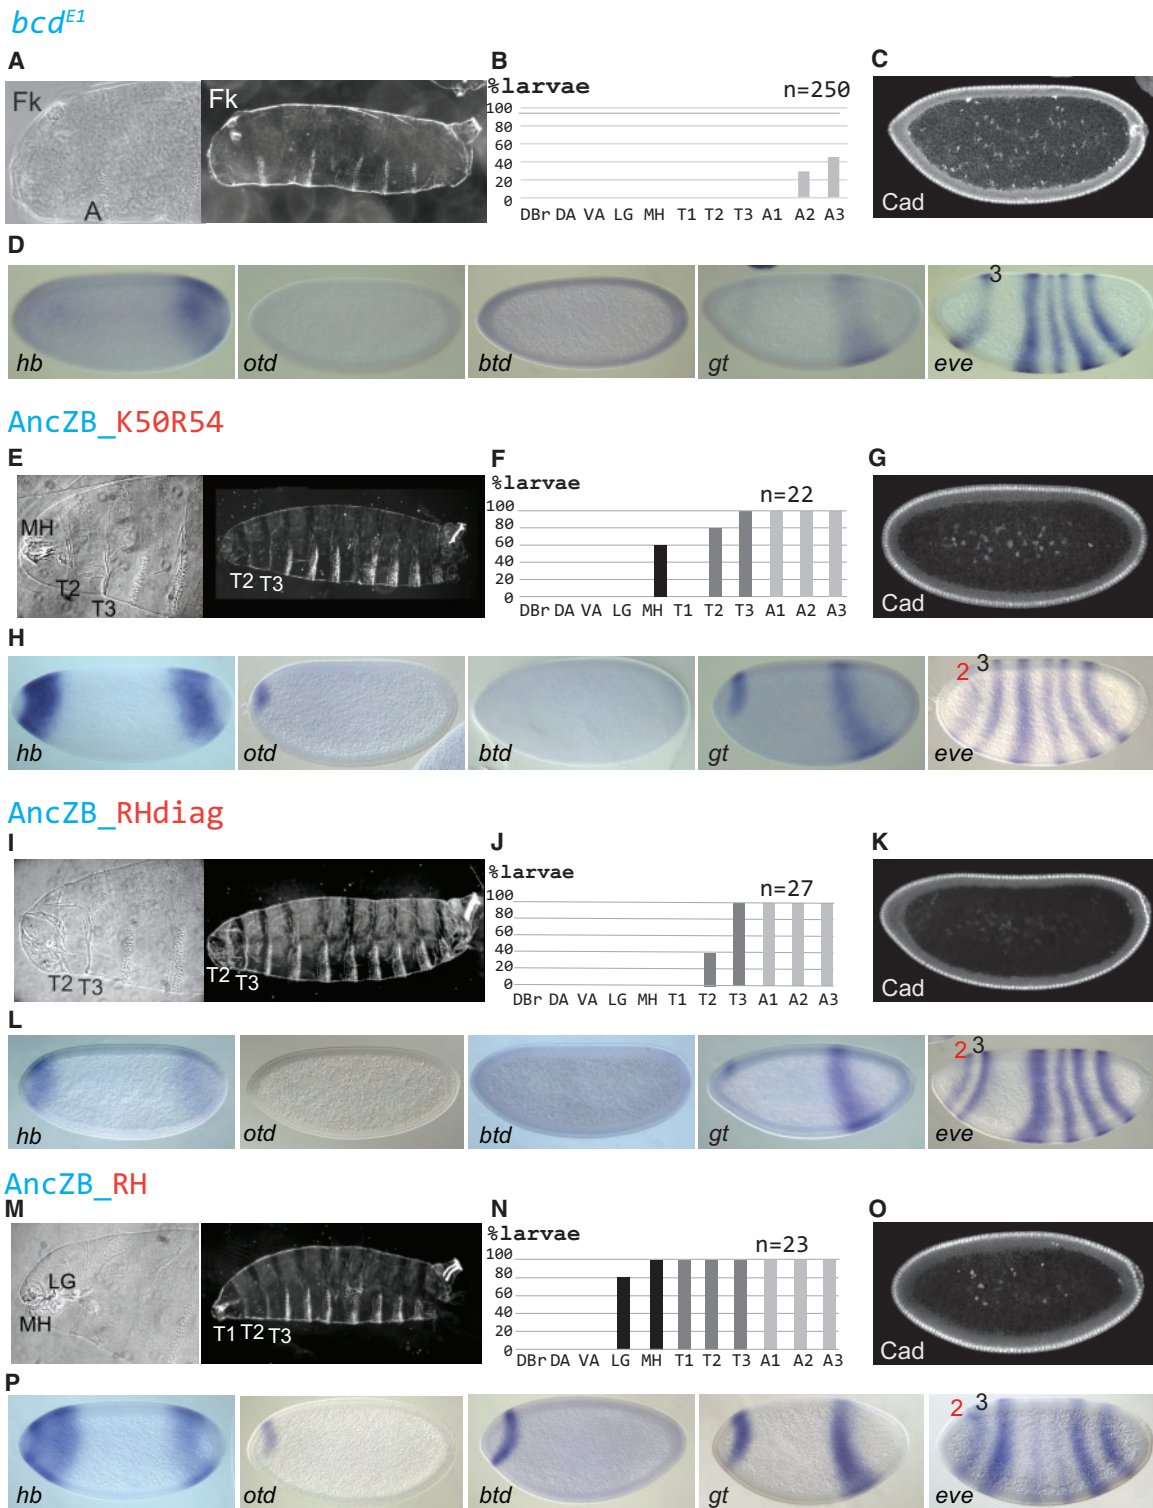 bcdE1
A B C
Fk Fk A
%larvae n=250
100
80
60
40
20
0
DBr DA VA LG MH T1 T2 T3 A1 A2 A3
Cad
D
hb otd btd gt eve 3
AncZB_K50R54
E F G
MH T2 T3 T2 T3
%larvae
n=22
100
80
60
40
20
0
DBr DA VA LG MH T1 T2 T3 A1 A2 A3
Cad
H
hb otd btd gt eve 2 3
AncZB_RHdiag
I J K
T2 T3 T2 T3
%larvae
n=27
100
80
60
40
20
0
DBr DA VA LG MH T1 T2 T3 A1 A2 A3
Cad
L
hb otd btd gt eve 2 3
AncZB_RH
M N O
LG MH T1 T2 T3
%larvae
n=23
100
80
60
40
20
0
DBr DA VA LG MH T1 T2 T3 A1 A2 A3
Cad
P
hb otd btd gt eve 2 3